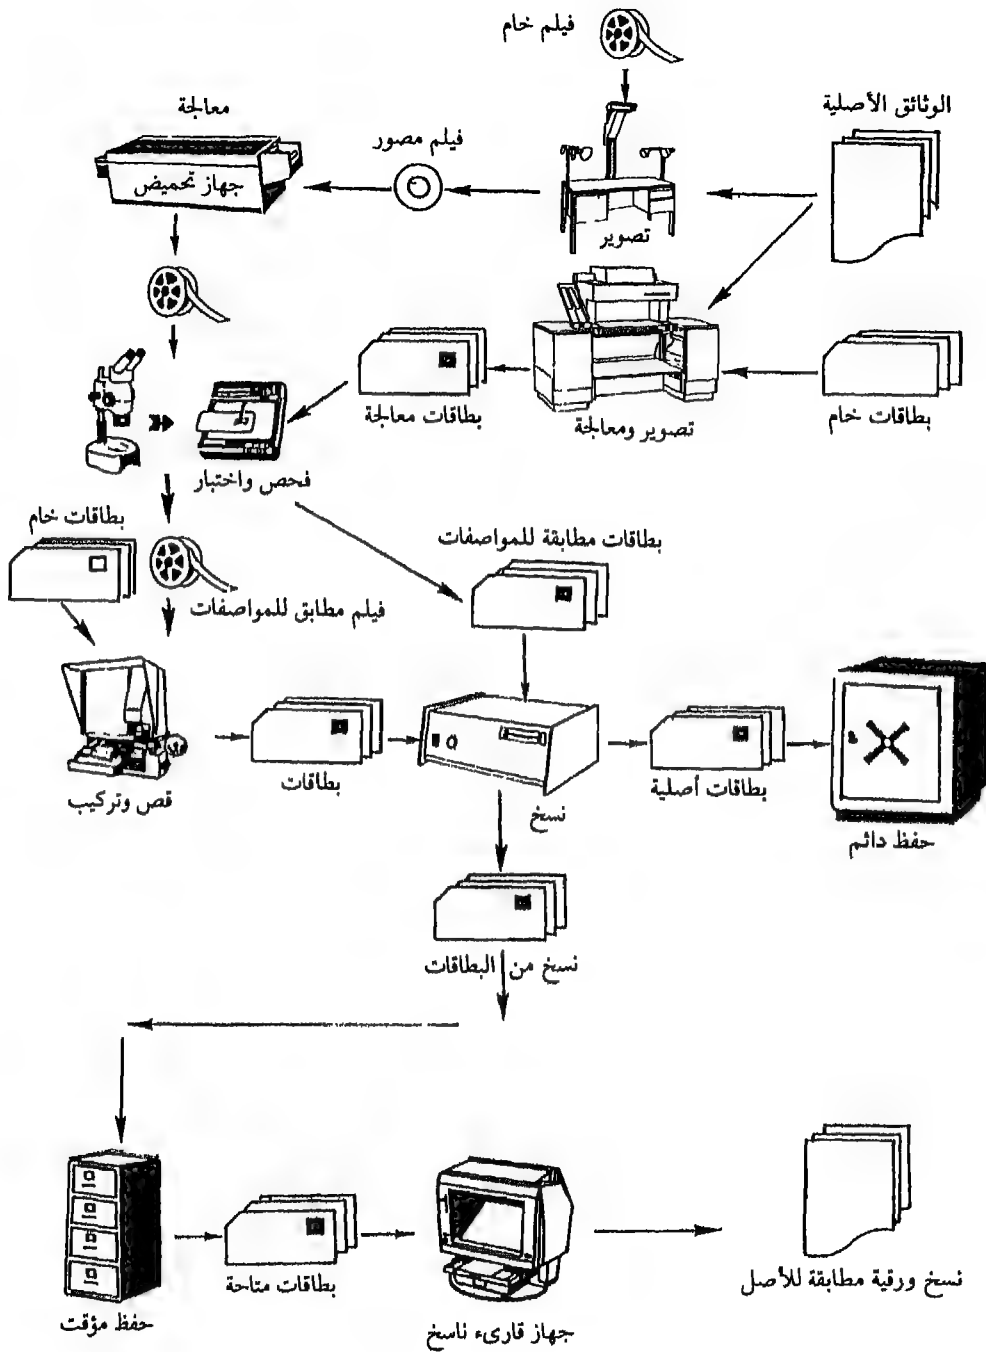 فيلم خام
الوثائق الأصلية
معالجة
فيلم مصور
جهاز تحميض
تصوير
بطاقات معالجة
تصوير ومعالجة
بطاقات خام
فحص واختبار
بطاقات خام
بطاقات مطابقة للمواصفات
فيلم مطابق للمواصفات
قص وتركيب
بطاقات
نسخ
بطاقات أصلية
حفظ دائم
نسخ من البطاقات
حفظ مؤقت
بطاقات متاحة
جهاز قارىء ناسخ
نسخ ورقية مطابقة للأصل